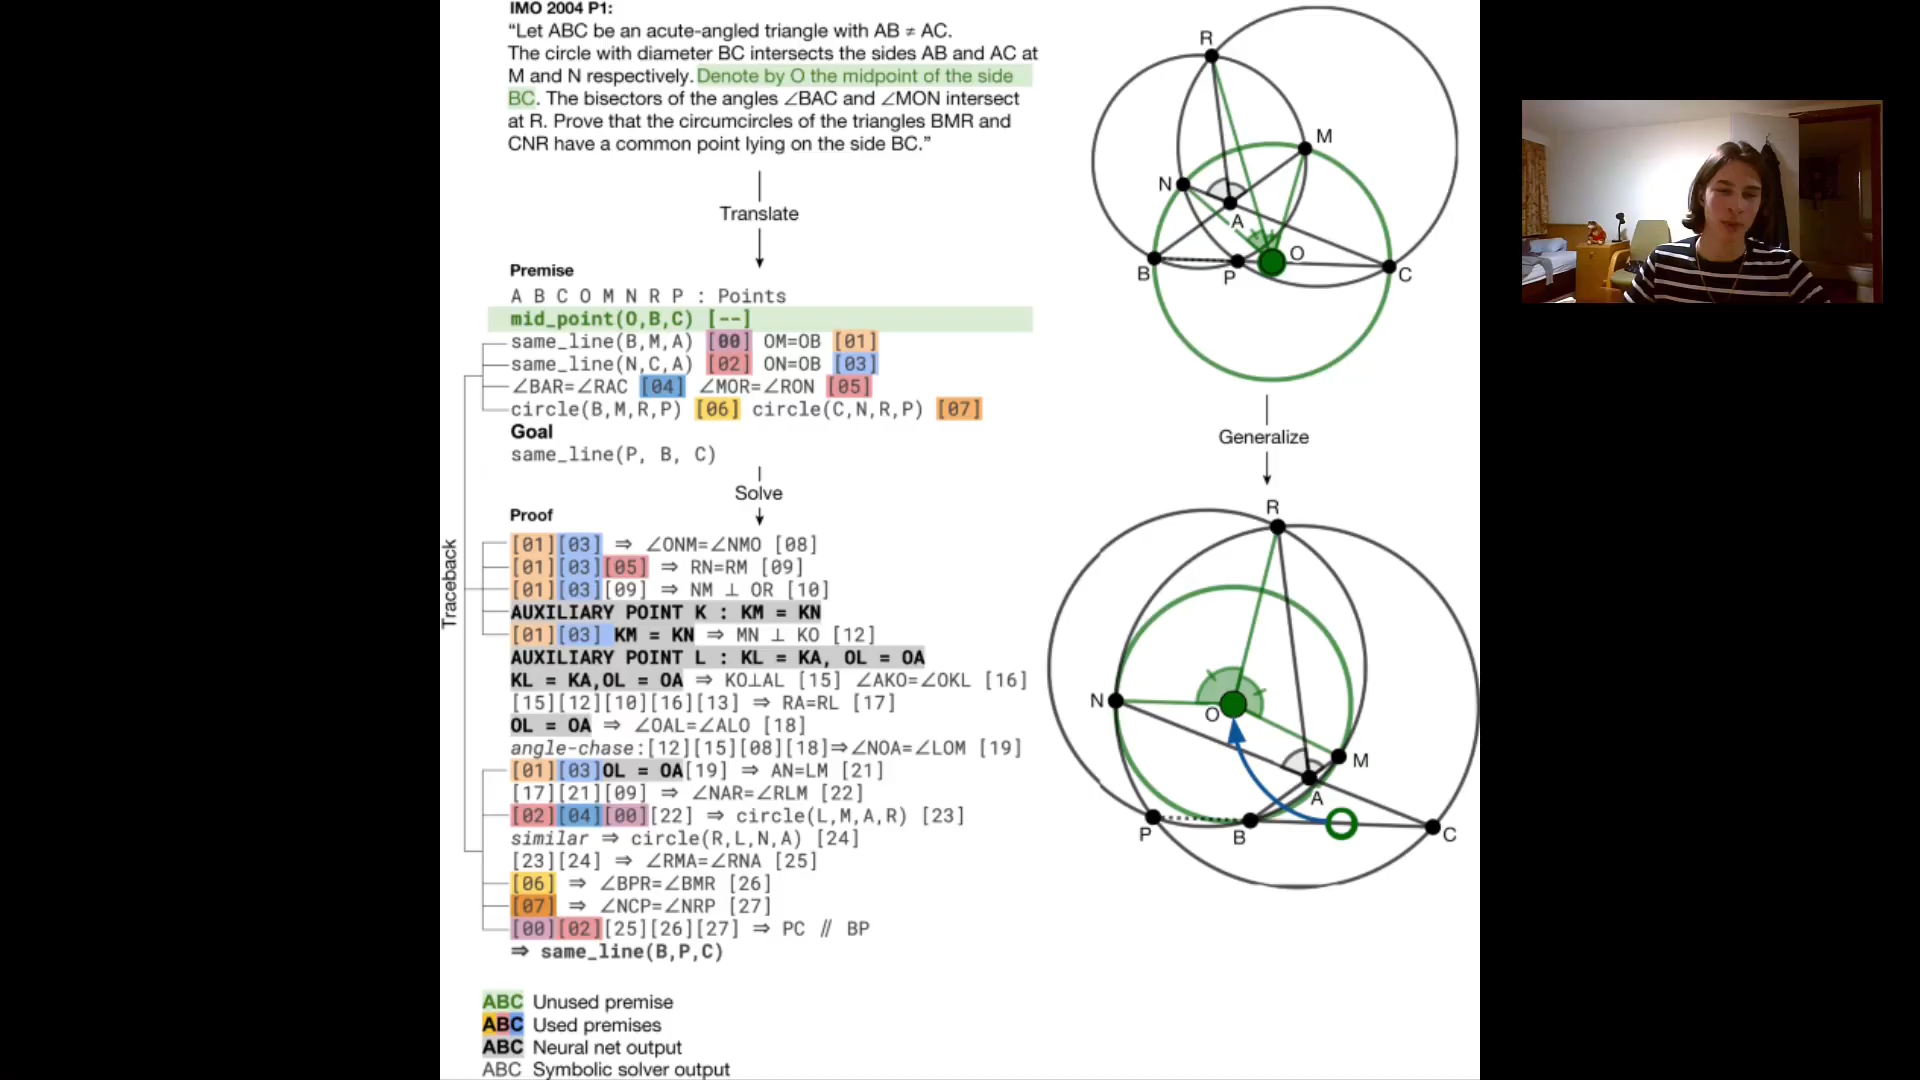 IMO 2004 P1:
“Let ABC be an acute-angled triangle with AB ≠ AC.
The circle with diameter BC intersects the sides AB and AC at
M and N respectively. Denote by O the midpoint of the side
BC. The bisectors of the angles ∠BAC and ∠MON intersect
at R. Prove that the circumcircles of the triangles BMR and
CNR have a common point lying on the side BC.”
Translate
Premise
A B C O M N R P : Points
mid_point(O,B,C) [--]
same_line(B,M,A) [00] OM=OB [01]
same_line(N,C,A) [02] ON=OB [03]
∠BAR=∠RAC [04] ∠MOR=∠RON [05]
circle(B,M,R,P) [06] circle(C,N,R,P) [07]
Goal
same_line(P, B, C)
Solve
Proof
Traceback
[01][03] ⇒ ∠ONM=∠NMO [08]
[01][03][05] ⇒ RN=RM [09]
[01][03][09] ⇒ NM ⊥ OR [10]
AUXILIARY POINT K : KM = KN
[01][03] KM = KN ⇒ MN ⊥ KO [12]
AUXILIARY POINT L : KL = KA, OL = OA
KL = KA,OL = OA ⇒ KO⊥AL [15] ∠AKO=∠OKL [16]
[15][12][10][16][13] ⇒ RA=RL [17]
OL = OA ⇒ ∠OAL=∠ALO [18]
angle-chase:[12][15][08][18]⇒∠NOA=∠LOM [19]
[01][03]OL = OA[19] ⇒ AN=LM [21]
[17][21][09] ⇒ ∠NAR=∠RLM [22]
[02][04][00][22] ⇒ circle(L,M,A,R) [23]
similar ⇒ circle(R,L,N,A) [24]
[23][24] ⇒ ∠RMA=∠RNA [25]
[06] ⇒ ∠BPR=∠BMR [26]
[07] ⇒ ∠NCP=∠NRP [27]
[00][02][25][26][27] ⇒ PC // BP
⇒ same_line(B,P,C)
ABC Unused premise
ABC Used premises
ABC Neural net output
ABC Symbolic solver output
R
M
N
A
O
B
P
C
Generalize
R
N
O
M
A
P
B
C